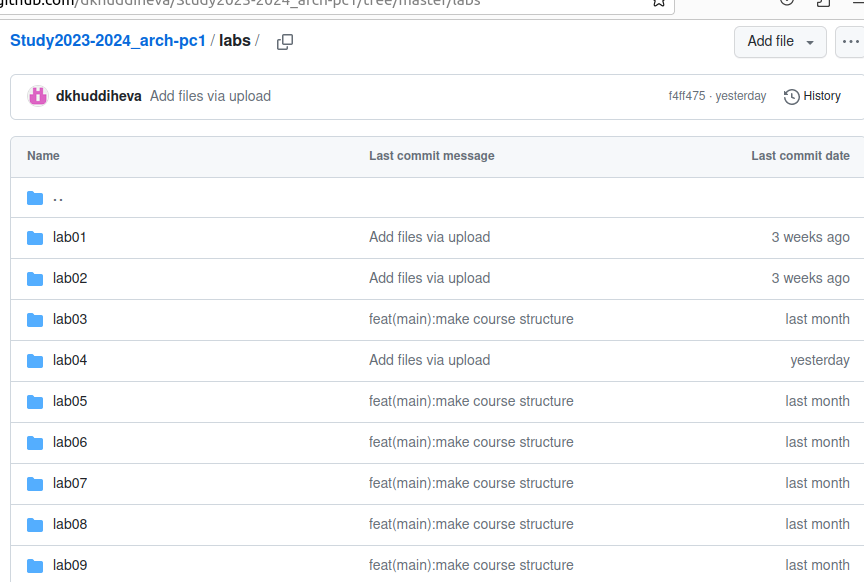 github.com/dkhuddiheva/Study2023-2024_arch-pc1/tree/master/labs
Study2023-2024_arch-pc1 / labs /
Add file
dkhuddiheva Add files via upload f4ff475 · yesterday History
Name Last commit message Last commit date
..
lab01 Add files via upload 3 weeks ago
lab02 Add files via upload 3 weeks ago
lab03 feat(main):make course structure last month
lab04 Add files via upload yesterday
lab05 feat(main):make course structure last month
lab06 feat(main):make course structure last month
lab07 feat(main):make course structure last month
lab08 feat(main):make course structure last month
lab09 feat(main):make course structure last month